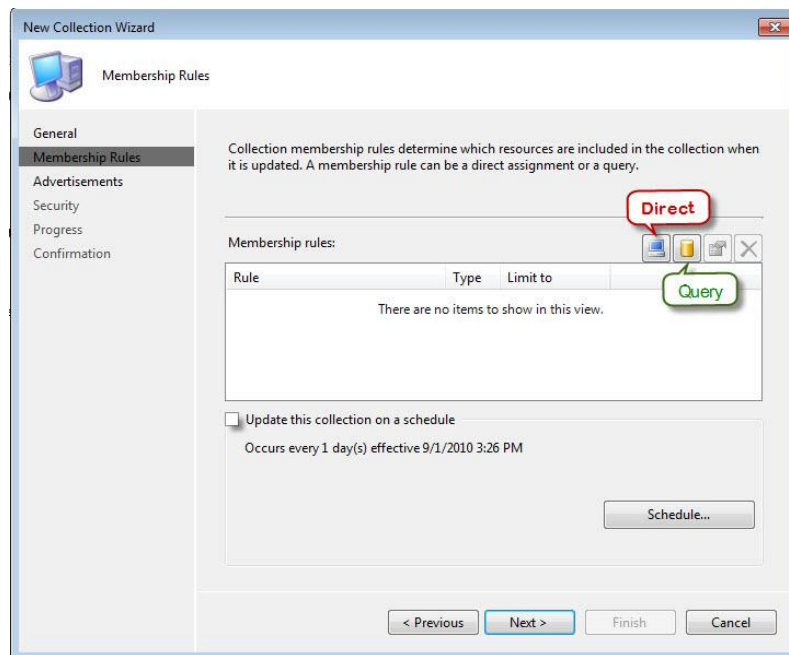 New Collection Wizard
Membership Rules
General
Membership Rules
Advertisements
Security
Progress
Confirmation
Collection membership rules determine which resources are included in the collection when
it is updated. A membership rule can be a direct assignment or a query.
Direct
Membership rules:
Query
Rule Type Limit to
There are no items to show in this view.
Update this collection on a schedule
Occurs every 1 day(s) effective 9/1/2010 3:26 PM
Schedule...
< Previous Next > Finish Cancel